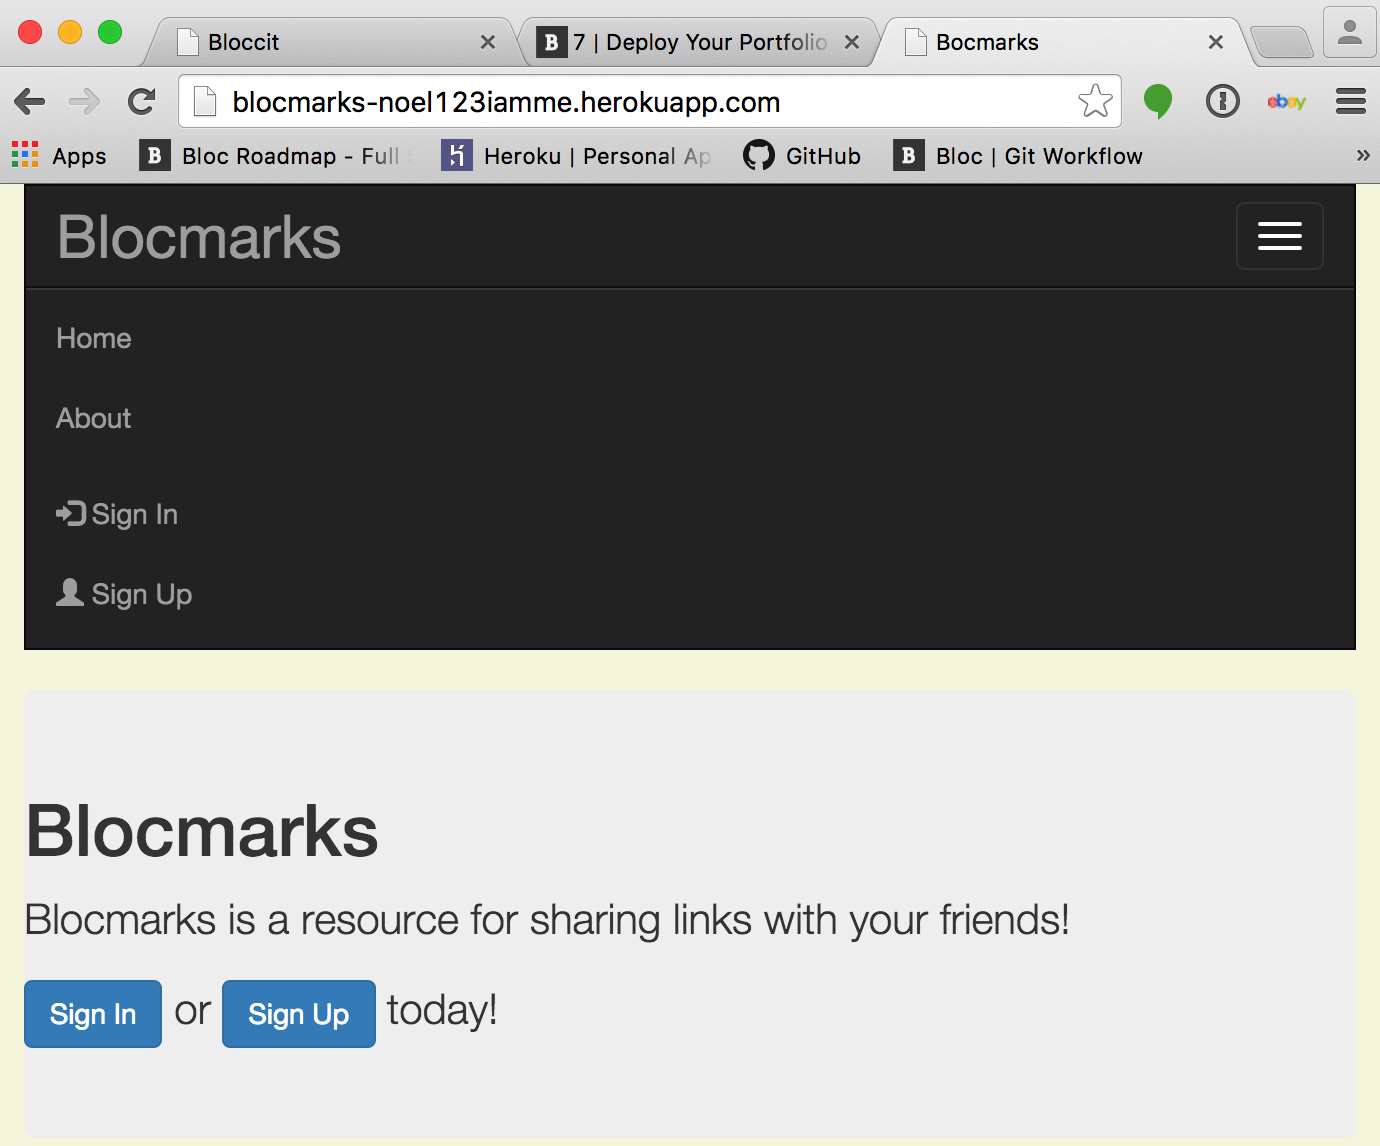 Bloccit
B 7 | Deploy Your Portfolio
Bocmarks
blocmarks-noel123iamme.herokuapp.com
ebay
Apps
B Bloc Roadmap - Full
Heroku | Personal Ap
GitHub
B Bloc | Git Workflow
»
Blocmarks
Home
About
Sign In
Sign Up
Blocmarks
Blocmarks is a resource for sharing links with your friends!
Sign In or Sign Up today!